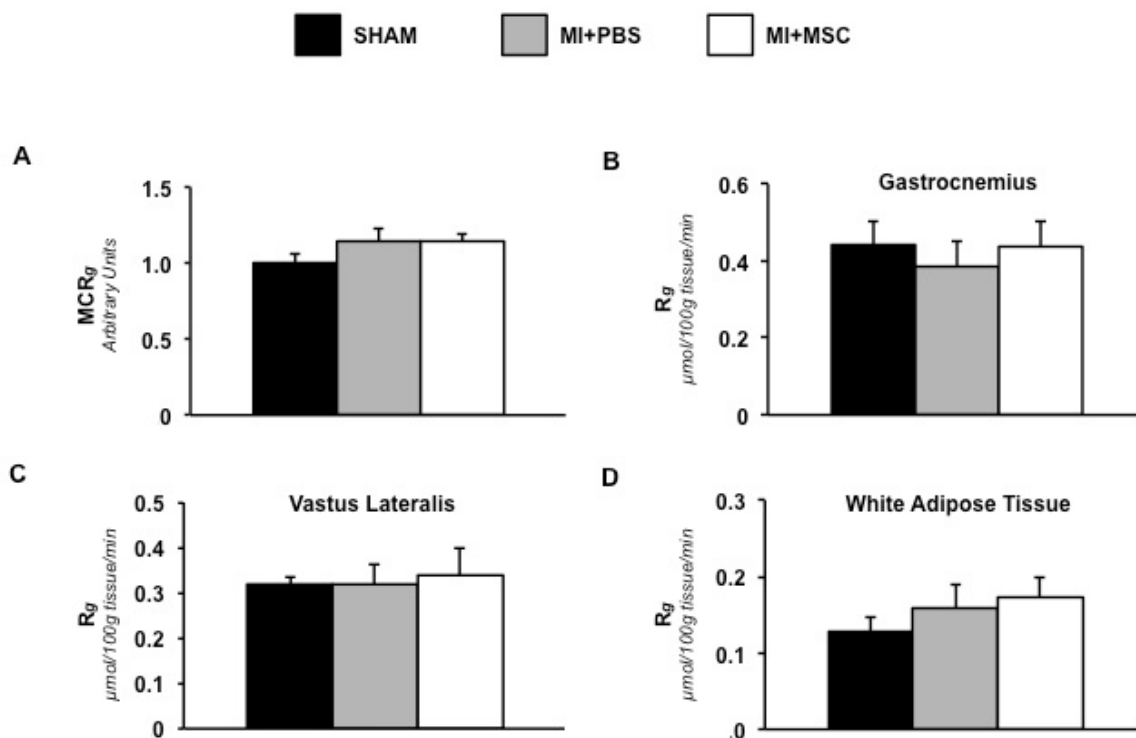 SHAM MI+PBS MI+MSC
A
MCRg
Arbitrary Units
1.5
1.0
0.5
0
B
Gastrocnemius
Rg
µmol/100g tissue/min
0.6
0.4
0.2
0
C
Vastus Lateralis
Rg
µmol/100g tissue/min
0.5
0.4
0.3
0.2
0.1
0
D
White Adipose Tissue
Rg
µmol/100g tissue/min
0.3
0.2
0.1
.0